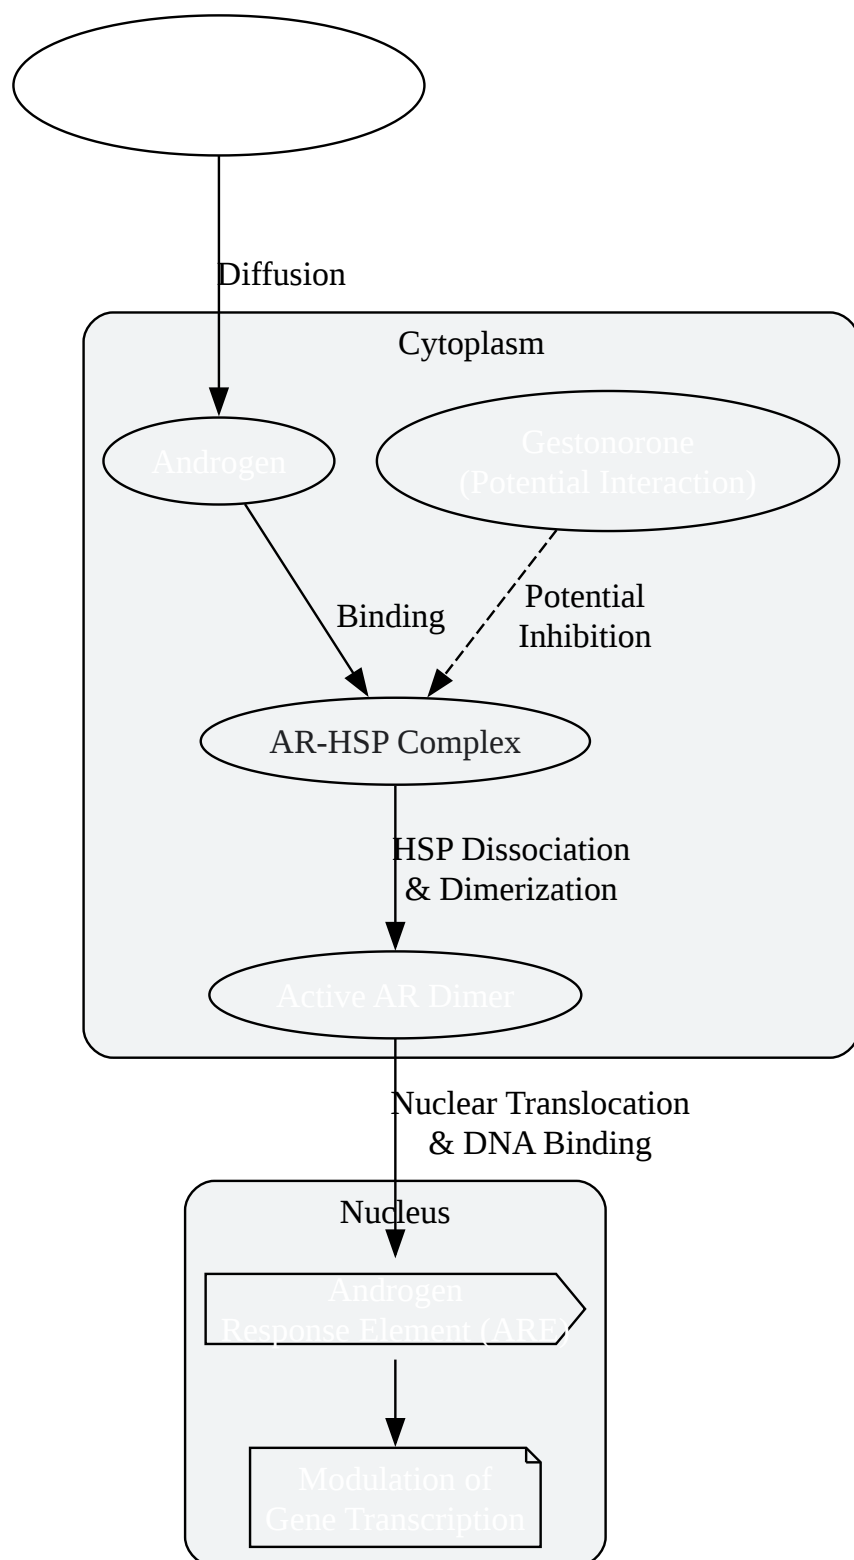 Diffusion
Cytoplasm
Androgen
Gestonorone
(Potential Interaction)
Binding
Potential
Inhibition
AR-HSP Complex
HSP Dissociation
& Dimerization
Active AR Dimer
Nuclear Translocation
& DNA Binding
Nucleus
Androgen
Response Element (ARE)
Modulation of
Gene Transcription